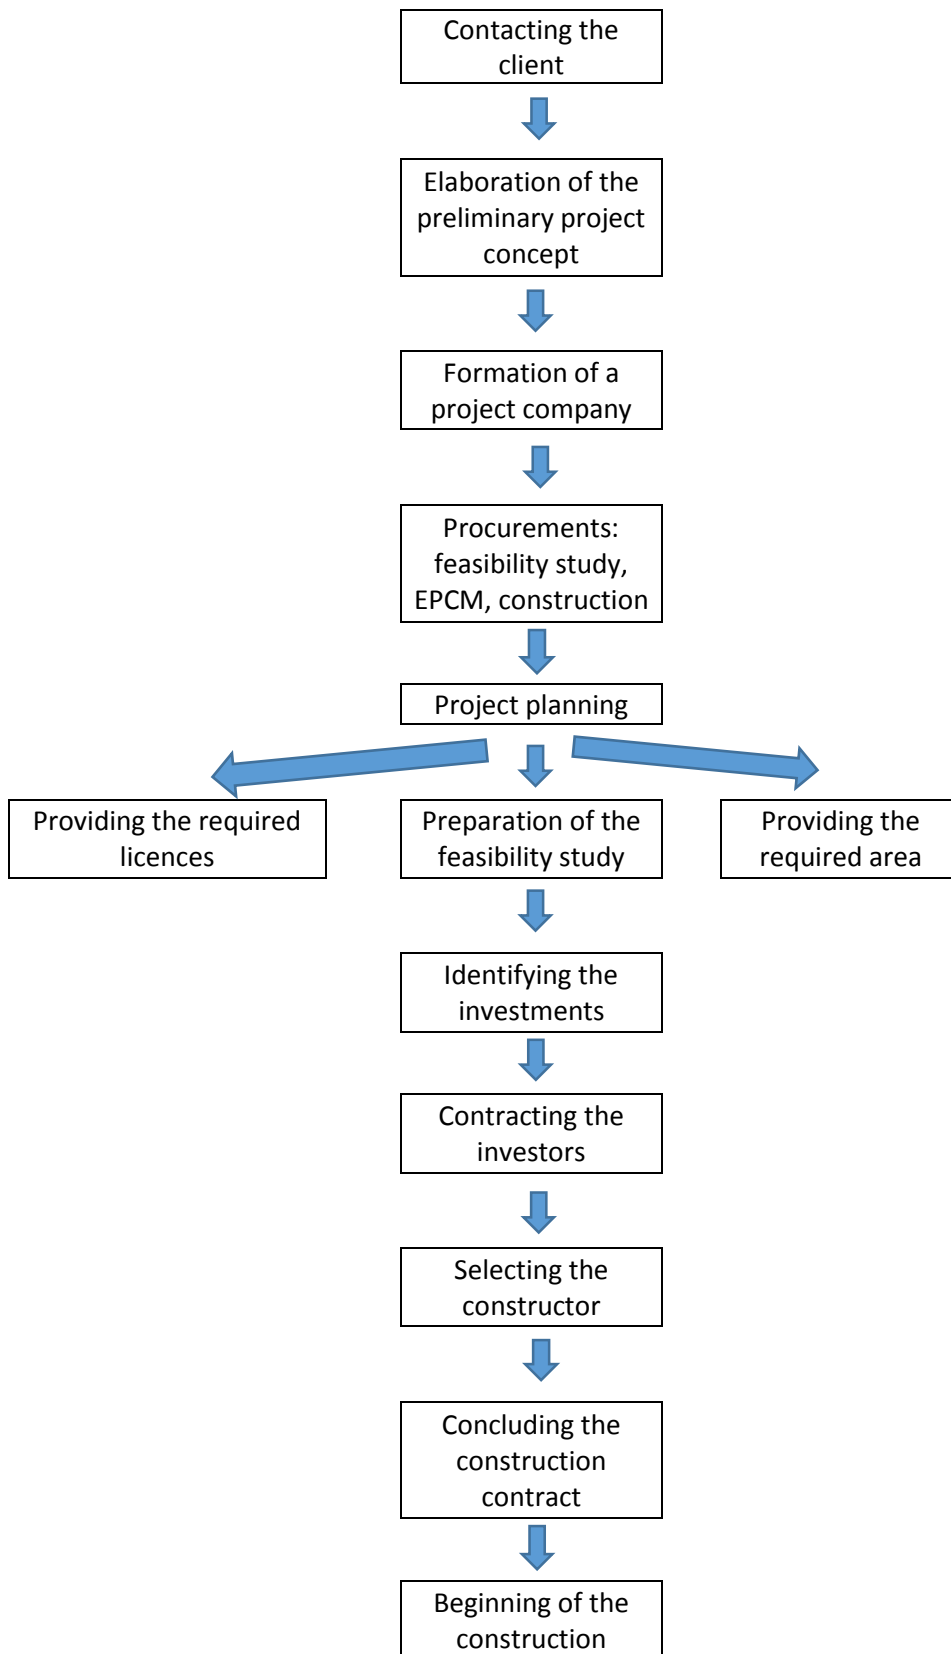 Contacting the
client
Elaboration of the
preliminary project
concept
Formation of a
project company
Procurements:
feasibility study,
EPCM, construction
Project planning
Providing the required
licences
Preparation of the
feasibility study
Providing the
required area
Identifying the
investments
Contracting the
investors
Selecting the
constructor
Concluding the
construction
contract
Beginning of the
construction